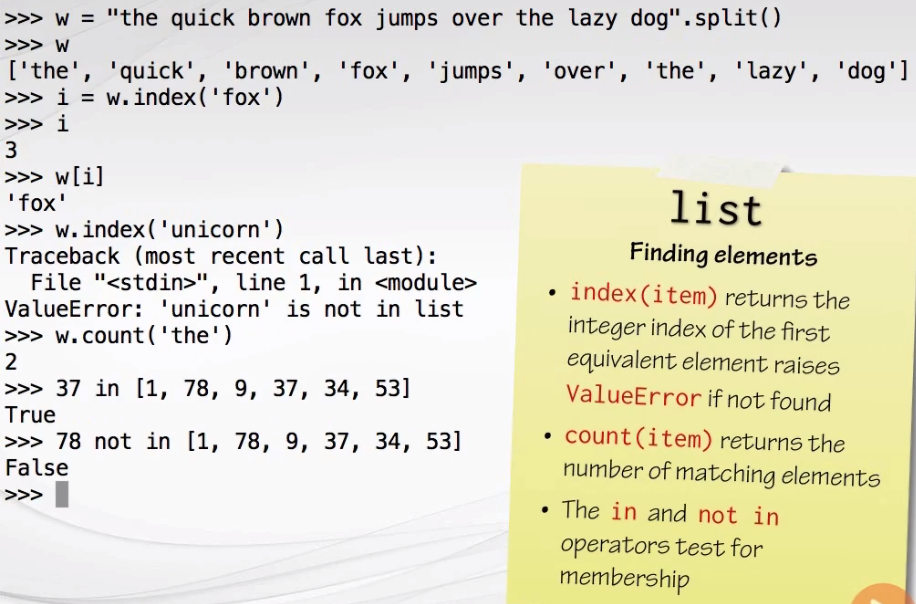 >>> w = "the quick brown fox jumps over the lazy dog".split()
>>> w
['the', 'quick', 'brown', 'fox', 'jumps', 'over', 'the', 'lazy', 'dog']
>>> i = w.index('fox')
>>> i
3
>>> w[i]
'fox'
>>> w.index('unicorn')
Traceback (most recent call last):
  File "<stdin>", line 1, in <module>
ValueError: 'unicorn' is not in list
>>> w.count('the')
2
>>> 37 in [1, 78, 9, 37, 34, 53]
True
>>> 78 not in [1, 78, 9, 37, 34, 53]
False
>>>
list
Finding elements
• index(item) returns the
integer index of the first
equivalent element raises
ValueError if not found
• count(item) returns the
number of matching elements
• The in and not in
operators test for
membership